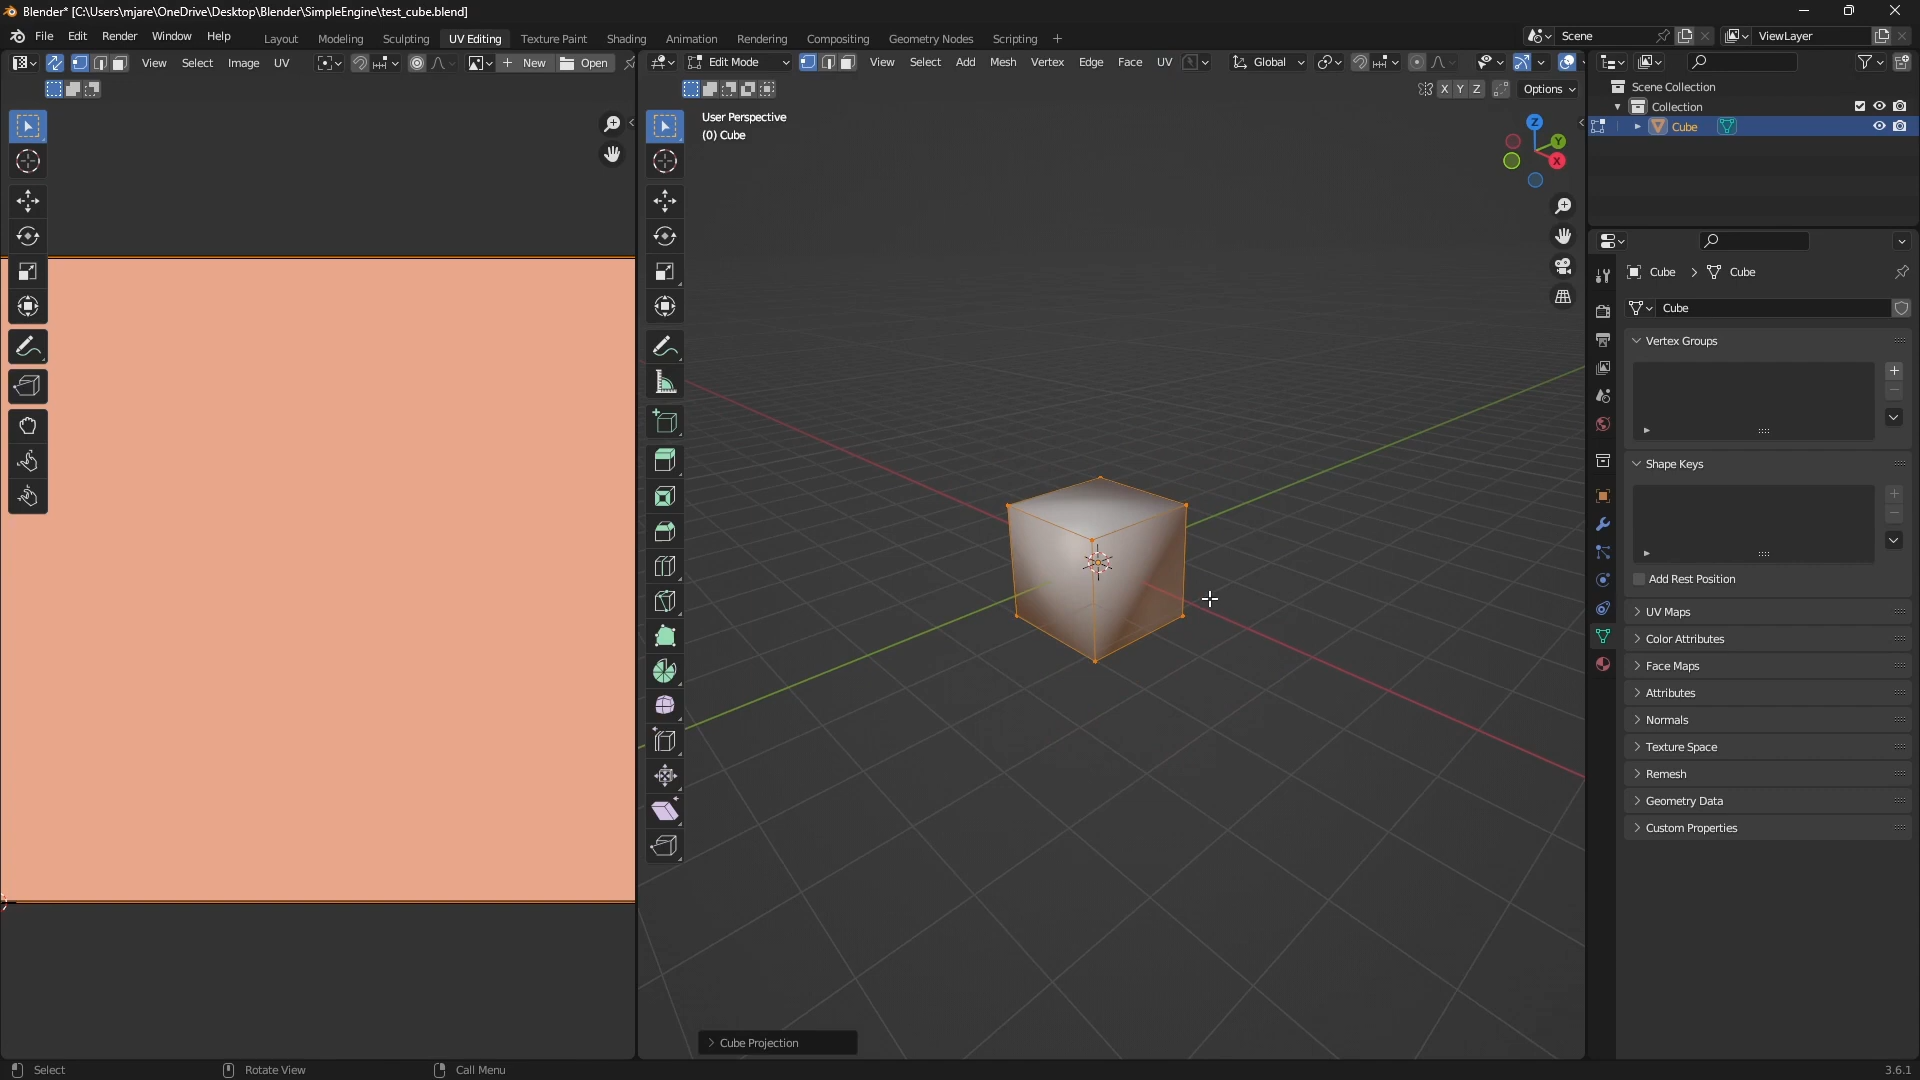 Blender* [C:\Users\mjare\OneDrive\Desktop\Blender\SimpleEngine\test_cube.blend]
File Edit Render Window Help Layout Modeling Sculpting UV Editing Texture Paint Shading Animation Rendering Compositing Geometry Nodes Scripting + Scene ViewLayer
View Select Image UV + New Open Edit Mode View Select Add Mesh Vertex Edge Face UV Global
X Y Z Options
Scene Collection
Collection
Cube
User Perspective
(0) Cube
Z
Y
X
Cube > Cube
Cube
Vertex Groups
Shape Keys
Add Rest Position
UV Maps
Color Attributes
Face Maps
Attributes
Normals
Texture Space
Remesh
Geometry Data
Custom Properties
Cube Projection
Select Rotate View Call Menu 3.6.1